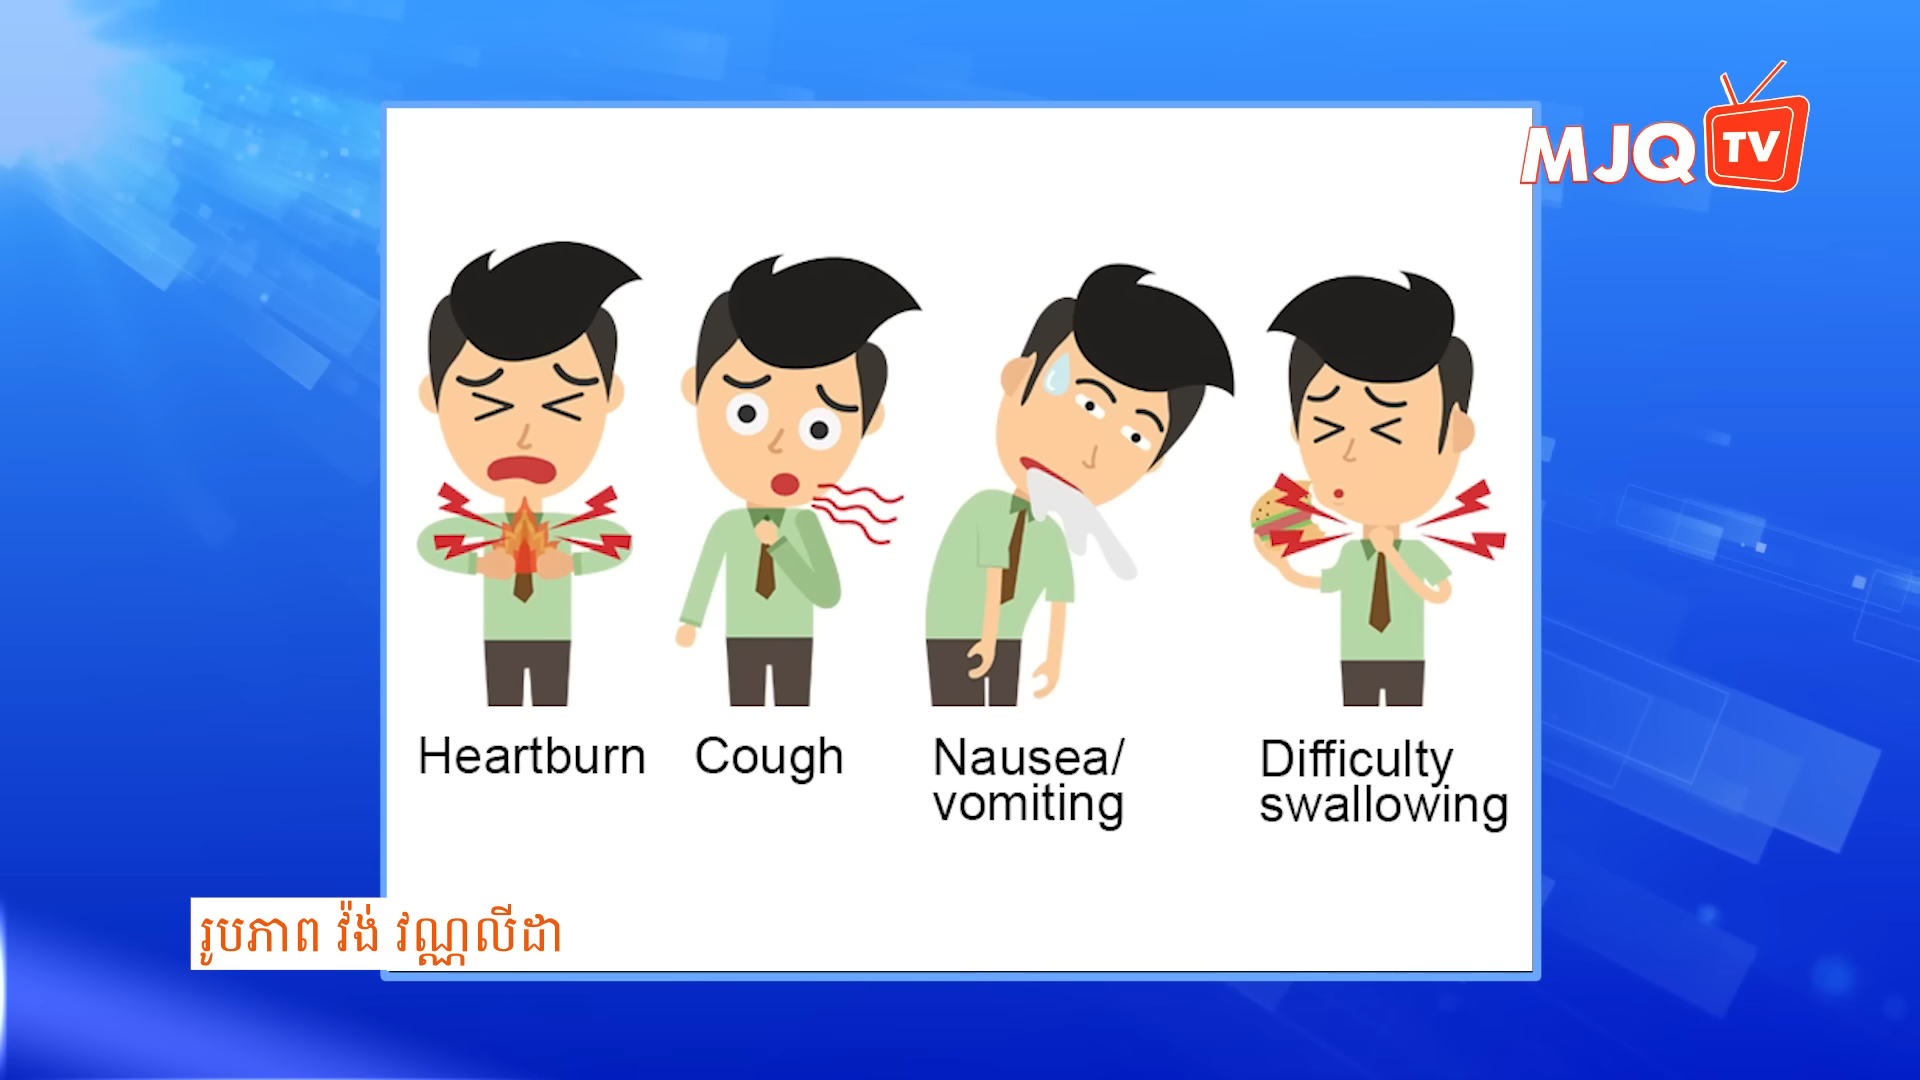 MJQ TV
Heartburn
Cough
Nausea/
vomiting
Difficulty
swallowing
រូបភាព វ៉ង់ វណ្ណលីដា